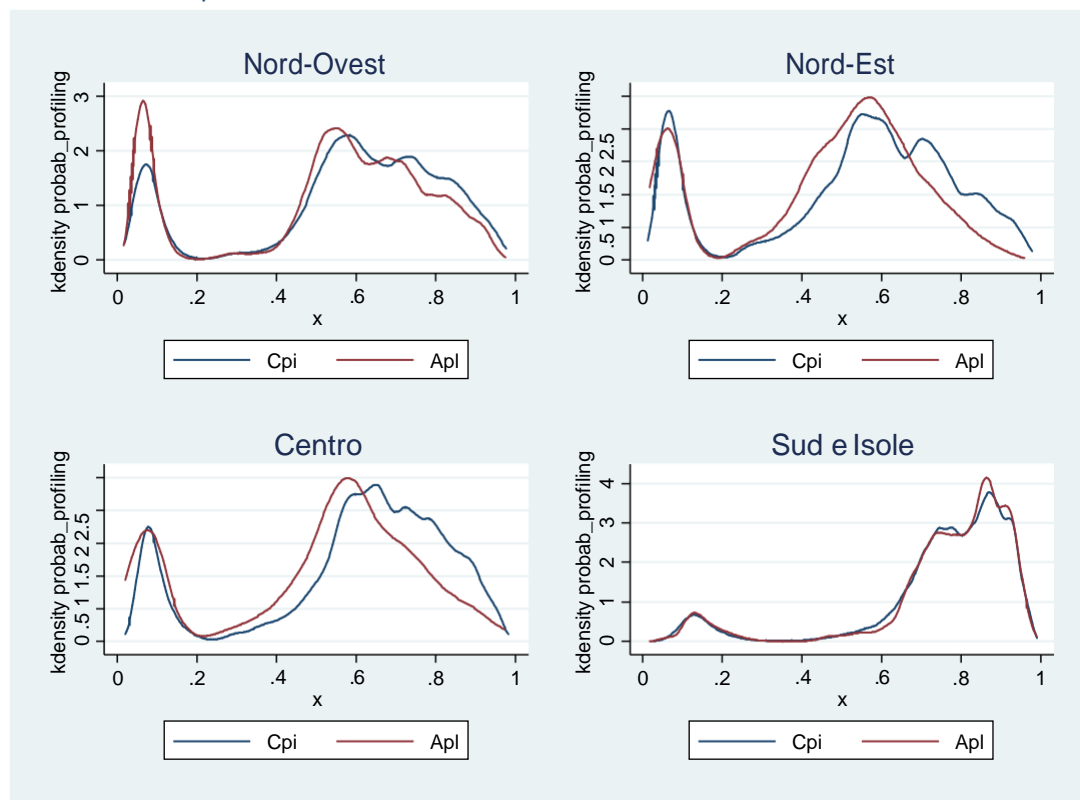 Nord-Ovest
kdensity probab_profiling
3
2
1
0
0 .2 .4 .6 .8 1
x
Cpi Apl
Nord-Est
kdensity probab_profiling
0 .5 1 1.5 2 2.5
0 .2 .4 .6 .8 1
x
Cpi Apl
Centro
kdensity probab_profiling
0 .5 1 1.5 2 2.5
0 .2 .4 .6 .8 1
x
Cpi Apl
Sud e Isole
kdensity probab_profiling
4
3
2
1
0
0 .2 .4 .6 .8 1
x
Cpi Apl